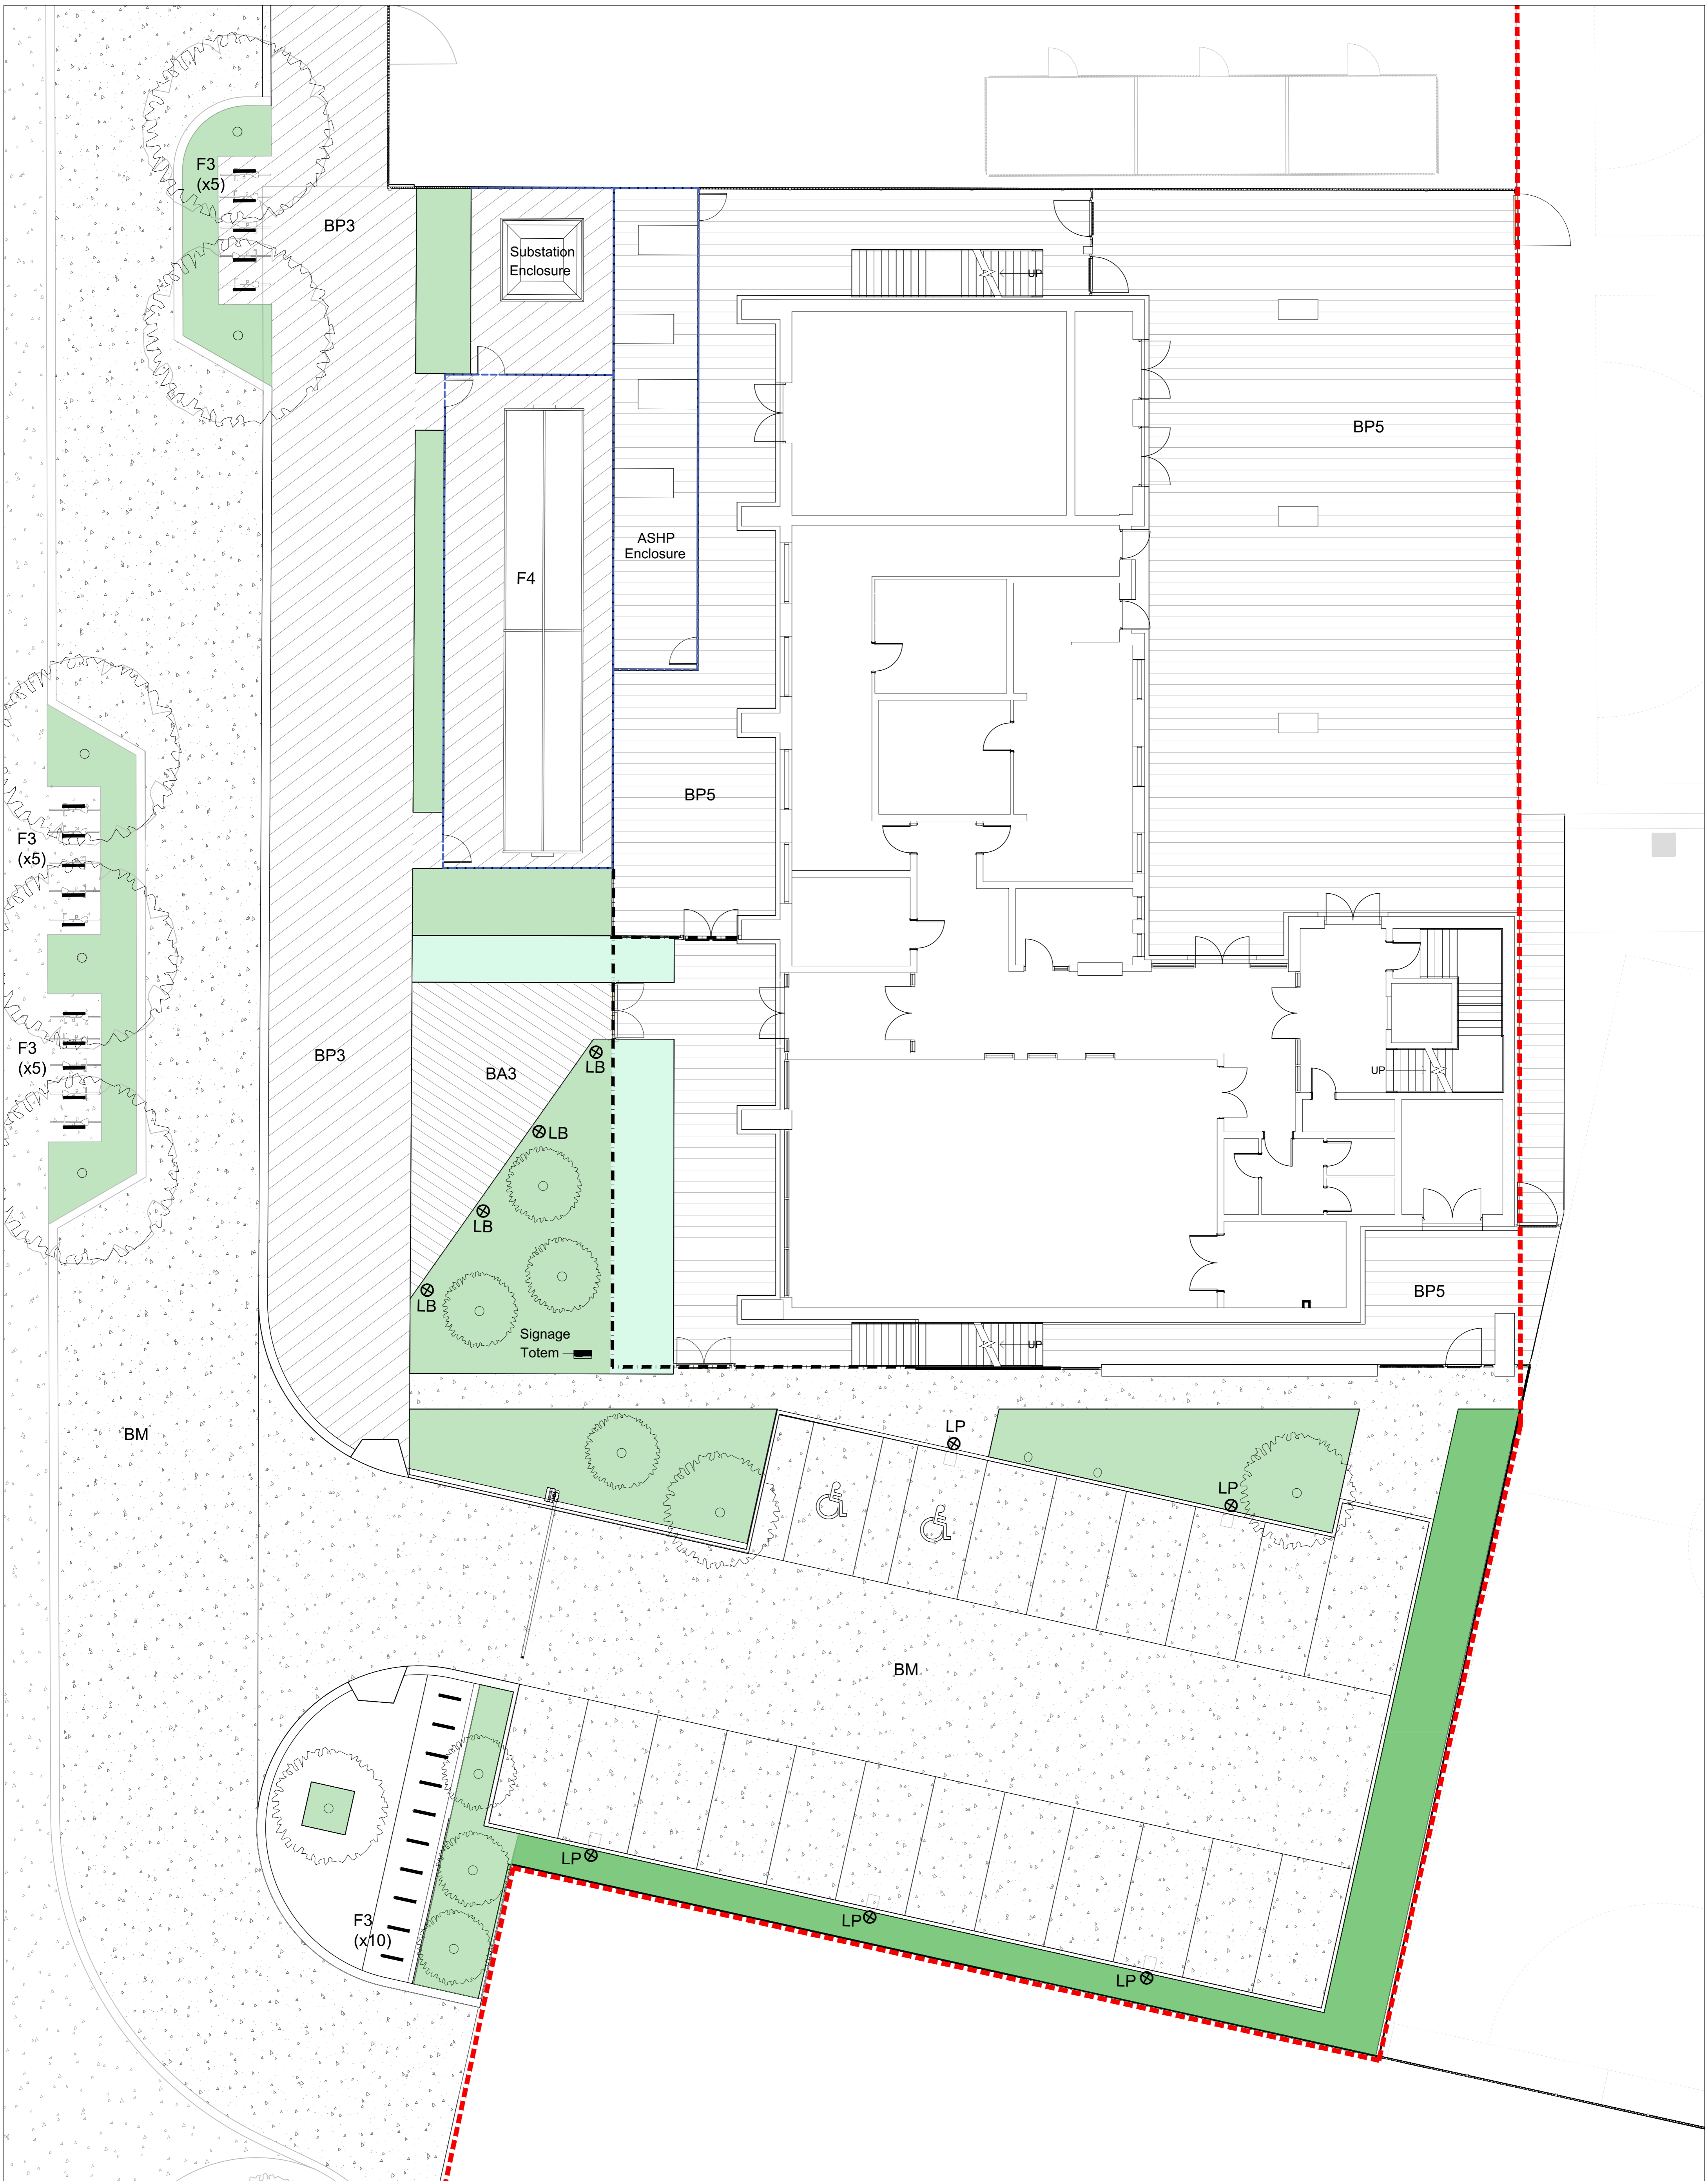 F3
(x5)
BP3
Substation
Enclosure
UP
BP5
ASHP
Enclosure
F4
BP5
F3
(x5)
F3
(x5)
BP3
BA3
LB
LB
LB
LB
UP
Signage
Totem
UP
BP5
BM
LP
LP
BM
LP
LP
LP
F3
(x10)